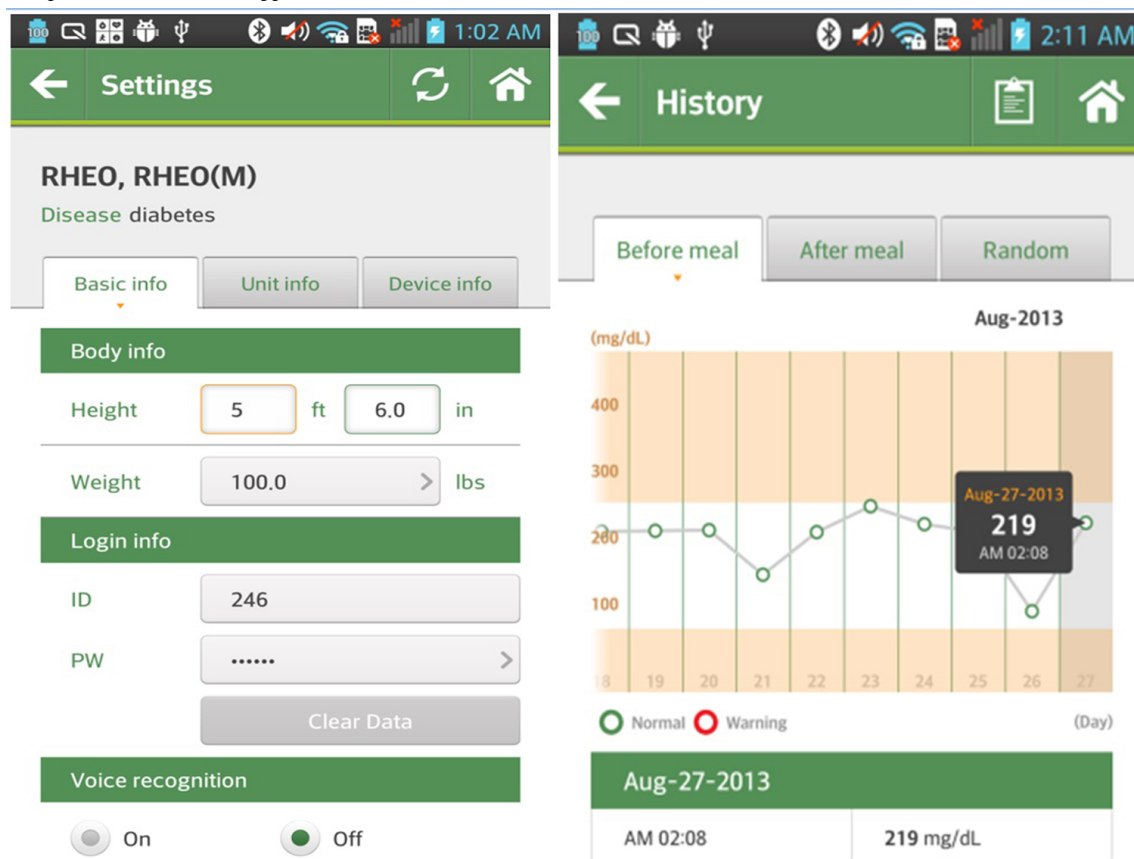 100 1:02 AM
Settings
RHEO, RHEO(M)
Disease diabetes
Basic info Unit info Device info
Body info
Height 5 ft 6.0 in
Weight 100.0 > lbs
Login info
ID 246
PW •••••• >
Clear Data
Voice recognition
On Off
100 2:11 AM
History
Before meal After meal Random
Aug-2013
(mg/dL)
400
300
200
100
Aug-27-2013
219
AM 02:08
18 19 20 21 22 23 24 25 26 27
Normal Warning (Day)
Aug-27-2013
AM 02:08 219 mg/dL